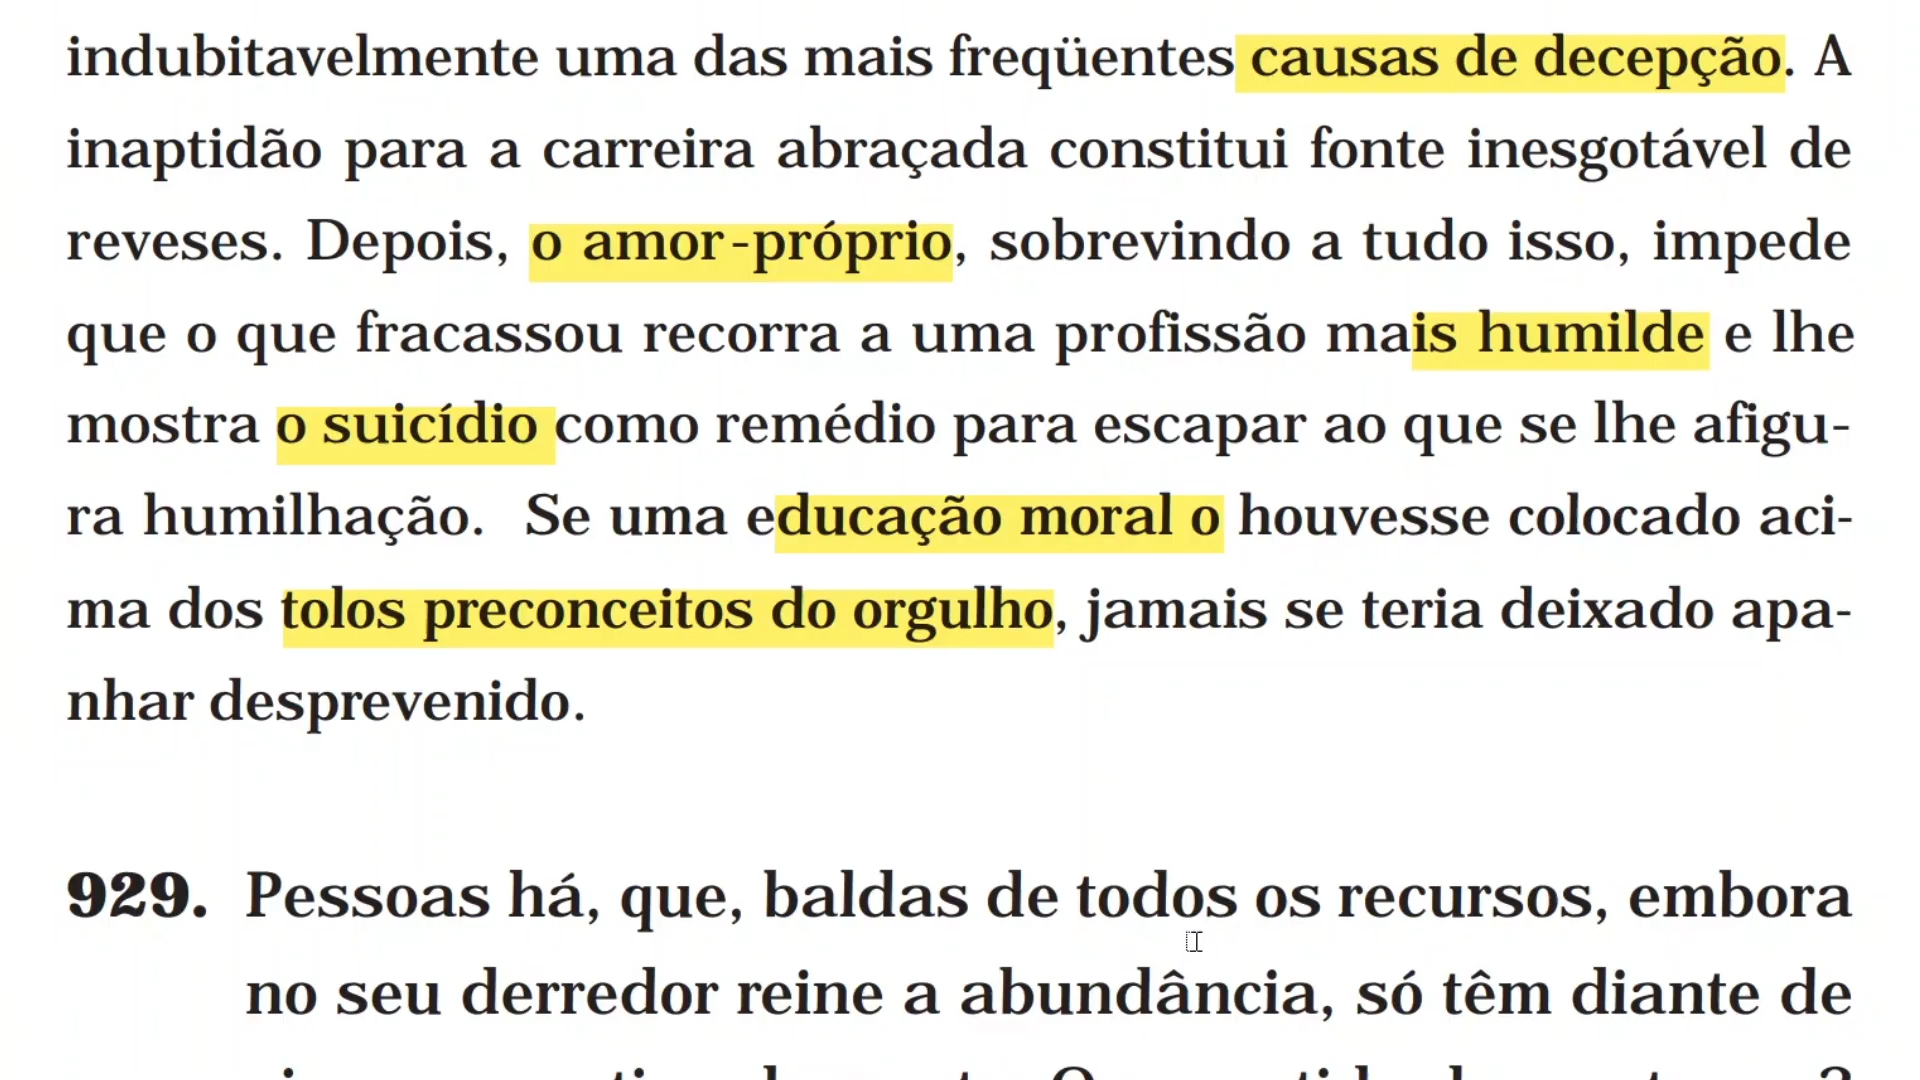 indubitavelmente uma das mais freqüentes causas de decepção. A
inaptidão para a carreira abraçada constitui fonte inesgotável de
reveses. Depois, o amor-próprio, sobrevindo a tudo isso, impede
que o que fracassou recorra a uma profissão mais humilde e lhe
mostra o suicídio como remédio para escapar ao que se lhe afigu-
ra humilhação. Se uma educação moral o houvesse colocado aci-
ma dos tolos preconceitos do orgulho, jamais se teria deixado apa-
nhar desprevenido.
929. Pessoas há, que, baldas de todos os recursos, embora
no seu derredor reine a abundância, só têm diante de